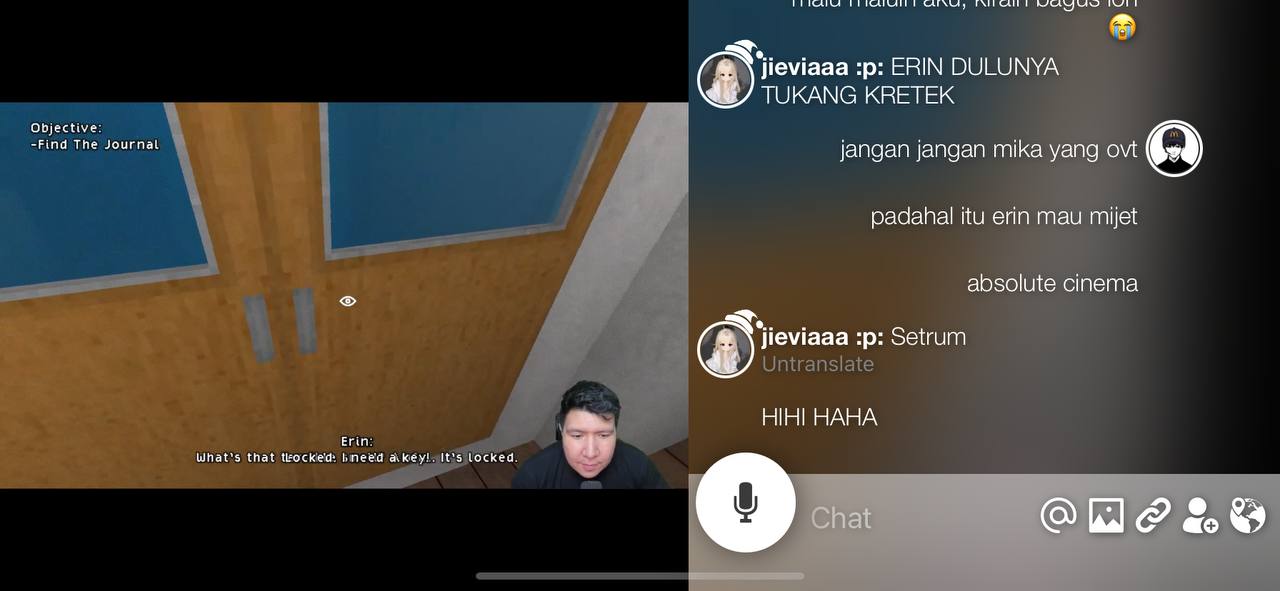 Objective:
-Find The Journal
Erin:
What's that
Locked. I need a key!.. It's locked.
malu maluin aku, kirain bagus loh
😭
jieviaaa :p: ERIN DULUNYA
TUKANG KRETEK
jangan jangan mika yang ovt
padahal itu erin mau mijet
absolute cinema
jieviaaa :p: Setrum
Untranslate
HIHI HAHA
Chat